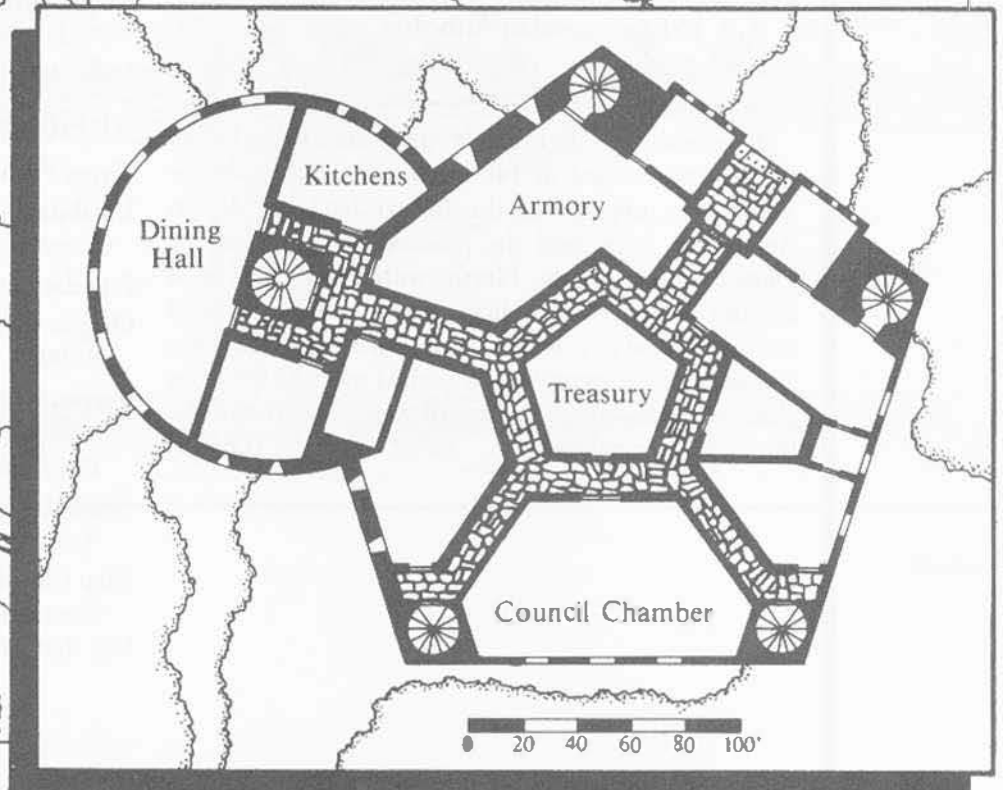 Kitchens
Armory
Dining
Hall
Treasury
Council Chamber
0 20 40 60 80 100'